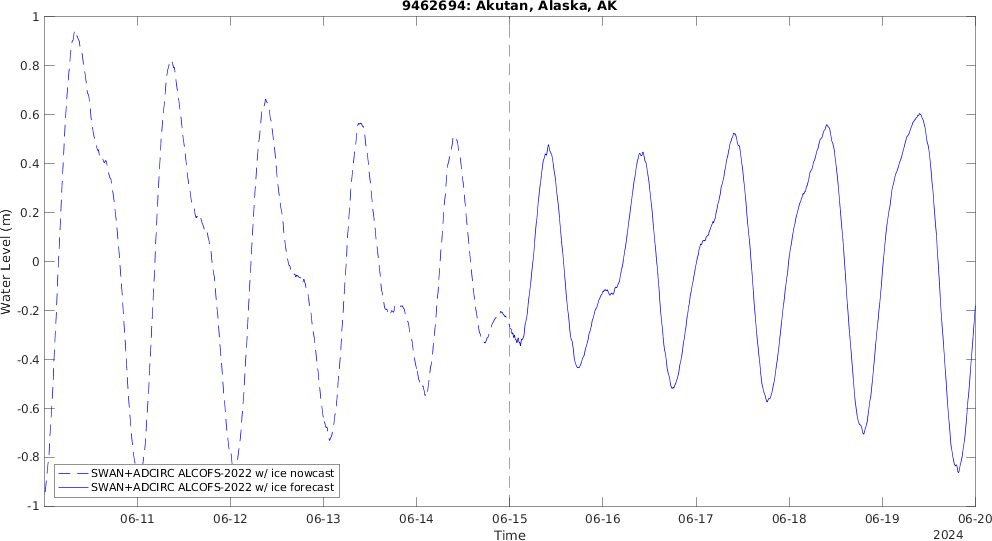 9462694: Akutan, Alaska, AK
Water Level (m)
1
0.8
0.6
0.4
0.2
0
-0.2
-0.4
-0.6
-0.8
-1
SWAN+ADCIRC ALCOFS-2022 w/ ice nowcast
SWAN+ADCIRC ALCOFS-2022 w/ ice forecast
06-11 06-12 06-13 06-14 06-15 06-16 06-17 06-18 06-19 06-20
Time
2024